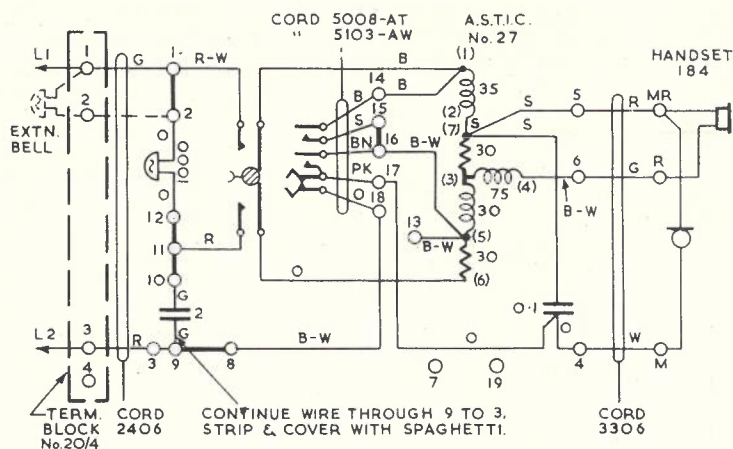 CORD 5008-AT
" 5103-AW
A.S.T.I.C.
No. 27
HANDSET
184
L1
1
G
1
R-W
B
(1)
14
B
B
35
2
2
EXTN.
BELL
O
1000
15
S
16
BN
B-W
(2)
(7)
S
S
5
R
MR
30
PK
17
(3)
75
(4)
6
G
R
O
18
30
B-W
12
11
R
13
B-W
(5)
30
10
O
(6)
G
2
G
0·1
O
L2
3
R
3
9
8
B-W
O
4
W
M
4
7
19
TERM.
BLOCK
No.20/4
CORD
2406
CONTINUE WIRE THROUGH 9 TO 3,
STRIP & COVER WITH SPAGHETTI.
CORD
3306